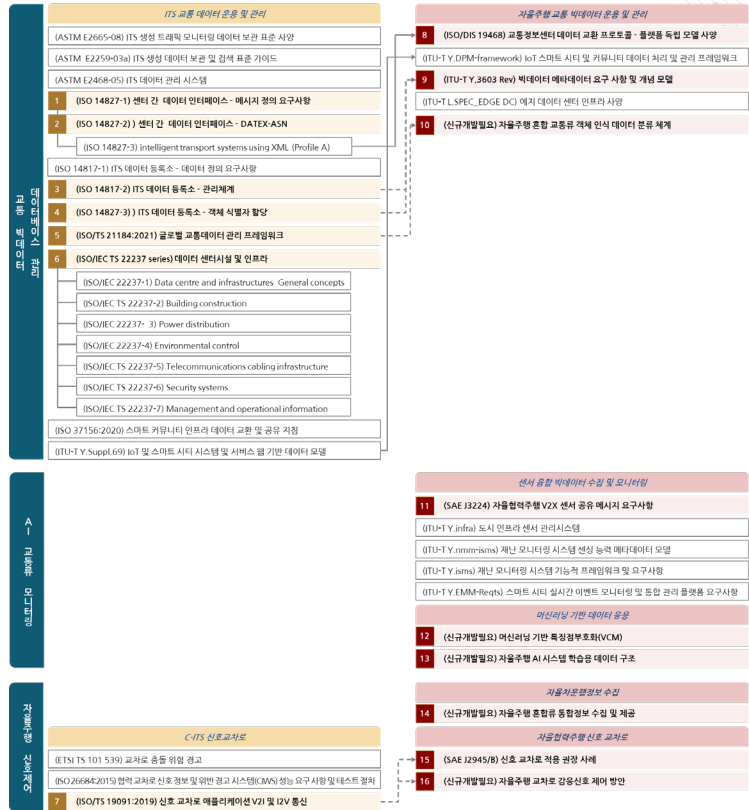 교통 빅데이터
데이터베이스 관리
ITS 교통 데이터 운용 및 관리
(ASTM E2665-08) ITS 생성 트래픽 모니터링 데이터 보관 표준 사양
(ASTM E2259-03a) ITS 생성 데이터 보관 및 검색 표준 가이드
(ASTM E2468-05) ITS 데이터 관리 시스템
1 (ISO 14827-1) 센터 간 데이터 인터페이스 - 메시지 정의 요구사항
2 (ISO 14827-2) ) 센터 간 데이터 인터페이스 - DATEX-ASN
(ISO 14827-3) intelligent transport systems using XML (Profile A)
(ISO 14817-1) ITS 데이터 등록소 - 데이터 정의 요구사항
3 (ISO 14817-2) ITS 데이터 등록소 - 관리체계
4 (ISO 14827-3) ) ITS 데이터 등록소 - 객체 식별자 할당
5 (ISO/TS 21184:2021) 글로벌 교통데이터 관리 프레임워크
6 (ISO/IEC TS 22237 series) 데이터 센터시설 및 인프라
(ISO/IEC 22237-1) Data centre and infrastructures General concepts
(ISO/IEC TS 22237-2) Building construction
(ISO/IEC 22237- 3) Power distribution
(ISO/IEC 22237-4) Environmental control
(ISO/IEC TS 22237-5) Telecommunications cabling infrastructure
(ISO/IEC TS 22237-6) Security systems
(ISO/IEC TS 22237-7) Management and operational information
(ISO 37156:2020) 스마트 커뮤니티 인프라 데이터 교환 및 공유 지침
(ITU-T Y.Suppl.69) IoT 및 스마트 시티 시스템 및 서비스 웹 기반 데이터 모델
자율주행 교통 빅데이터 운용 및 관리
8 (ISO/DIS 19468) 교통정보센터 데이터 교환 프로토콜 - 플랫폼 독립 모델 사양
(ITU-T Y.DPM-framework) IoT 스마트 시티 및 커뮤니티 데이터 처리 및 관리 프레임워크
9 (ITU-T Y.3603 Rev) 빅데이터 메타데이터 요구 사항 및 개념 모델
(ITU-T L.SPEC_EDGE DC) 에지 데이터 센터 인프라 사양
10 (신규개발필요) 자율주행 혼합 교통류 객체 인식 데이터 분류 체계
AI 교통류 모니터링
센서 융합 빅데이터 수집 및 모니터링
11 (SAE J3224) 자율협력주행 V2X 센서 공유 메시지 요구사항
(ITU-T Y.infra) 도시 인프라 센서 관리시스템
(ITU-T Y.nmm-isms) 재난 모니터링 시스템 센싱 능력 메타데이터 모델
(ITU-T Y.isms) 재난 모니터링 시스템 기능적 프레임워크 및 요구사항
(ITU-T Y.EMM-Reqts) 스마트 시티 실시간 이벤트 모니터링 및 통합 관리 플랫폼 요구사항
머신러닝 기반 데이터 응용
12 (신규개발필요) 머신러닝 기반 특징점부호화(VCM)
13 (신규개발필요) 자율주행 AI 시스템 학습용 데이터 구조
자율주행 신호제어
자율차운행정보 수집
14 (신규개발필요) 자율주행 혼합류 통합정보 수집 및 제공
C-ITS 신호교차로
(ETSI TS 101 539) 교차로 충돌 위험 경고
(ISO 26684:2015) 협력 교차로 신호 정보 및 위반 경고 시스템(CIWS) 성능 요구 사항 및 테스트 절차
7 (ISO/TS 19091:2019) 신호 교차로 애플리케이션 V2I 및 I2V 통신
자율협력주행 신호 교차로
15 (SAE J2945/B) 신호 교차로 적용 권장 사례
16 (신규개발필요) 자율주행 교차로 감응신호 제어 방안